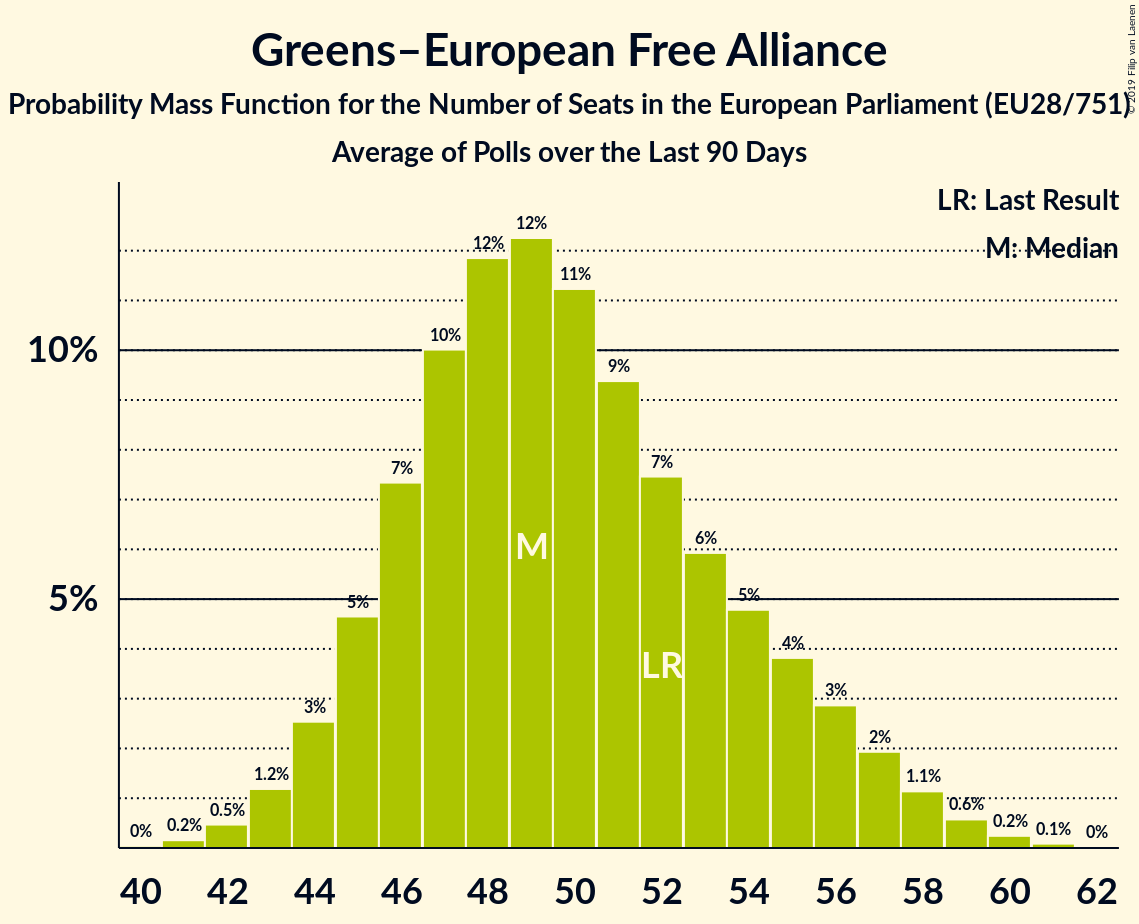 Greens–European Free Alliance
Probability Mass Function for the Number of Seats in the European Parliament (EU28/751)
Average of Polls over the Last 90 Days
© 2019 Filip van Laenen
LR: Last Result
M: Median
10%
5%
0%
0.2%
0.5%
1.2%
3%
5%
7%
10%
12%
12%
11%
9%
7%
6%
5%
4%
3%
2%
1.1%
0.6%
0.2%
0.1%
0%
M
LR
40 42 44 46 48 50 52 54 56 58 60 62